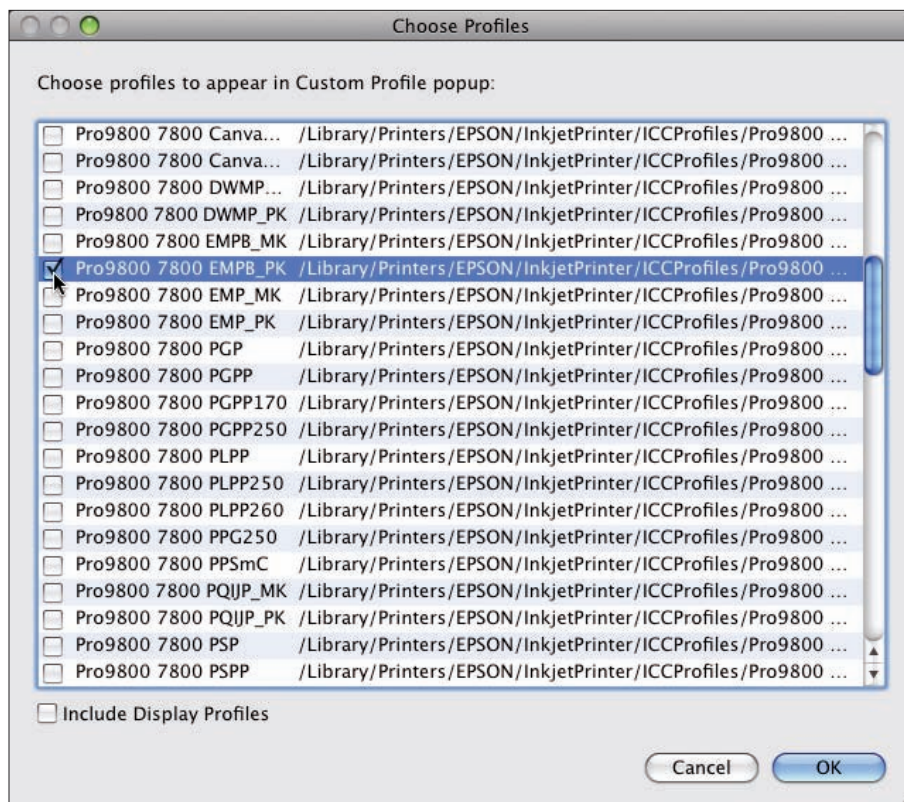 Choose Profiles
Choose profiles to appear in Custom Profile popup:
Pro9800 7800 Canva... /Library/Printers/EPSON/InkjetPrinter/ICCProfiles/Pro9800 ...
Pro9800 7800 Canva... /Library/Printers/EPSON/InkjetPrinter/ICCProfiles/Pro9800 ...
Pro9800 7800 DWMP... /Library/Printers/EPSON/InkjetPrinter/ICCProfiles/Pro9800 ...
Pro9800 7800 DWMP_PK /Library/Printers/EPSON/InkjetPrinter/ICCProfiles/Pro9800 ...
Pro9800 7800 EMPB_MK /Library/Printers/EPSON/InkjetPrinter/ICCProfiles/Pro9800 ...
Pro9800 7800 EMPB_PK /Library/Printers/EPSON/InkjetPrinter/ICCProfiles/Pro9800 ...
Pro9800 7800 EMP_MK /Library/Printers/EPSON/InkjetPrinter/ICCProfiles/Pro9800 ...
Pro9800 7800 EMP_PK /Library/Printers/EPSON/InkjetPrinter/ICCProfiles/Pro9800 ...
Pro9800 7800 PGP /Library/Printers/EPSON/InkjetPrinter/ICCProfiles/Pro9800 ...
Pro9800 7800 PGPP /Library/Printers/EPSON/InkjetPrinter/ICCProfiles/Pro9800 ...
Pro9800 7800 PGPP170 /Library/Printers/EPSON/InkjetPrinter/ICCProfiles/Pro9800 ...
Pro9800 7800 PGPP250 /Library/Printers/EPSON/InkjetPrinter/ICCProfiles/Pro9800 ...
Pro9800 7800 PLPP /Library/Printers/EPSON/InkjetPrinter/ICCProfiles/Pro9800 ...
Pro9800 7800 PLPP250 /Library/Printers/EPSON/InkjetPrinter/ICCProfiles/Pro9800 ...
Pro9800 7800 PLPP260 /Library/Printers/EPSON/InkjetPrinter/ICCProfiles/Pro9800 ...
Pro9800 7800 PPG250 /Library/Printers/EPSON/InkjetPrinter/ICCProfiles/Pro9800 ...
Pro9800 7800 PPSmC /Library/Printers/EPSON/InkjetPrinter/ICCProfiles/Pro9800 ...
Pro9800 7800 PQIJP_MK /Library/Printers/EPSON/InkjetPrinter/ICCProfiles/Pro9800 ...
Pro9800 7800 PQIJP_PK /Library/Printers/EPSON/InkjetPrinter/ICCProfiles/Pro9800 ...
Pro9800 7800 PSP /Library/Printers/EPSON/InkjetPrinter/ICCProfiles/Pro9800 ...
Pro9800 7800 PSPP /Library/Printers/EPSON/InkjetPrinter/ICCProfiles/Pro9800 ...
Include Display Profiles
Cancel OK